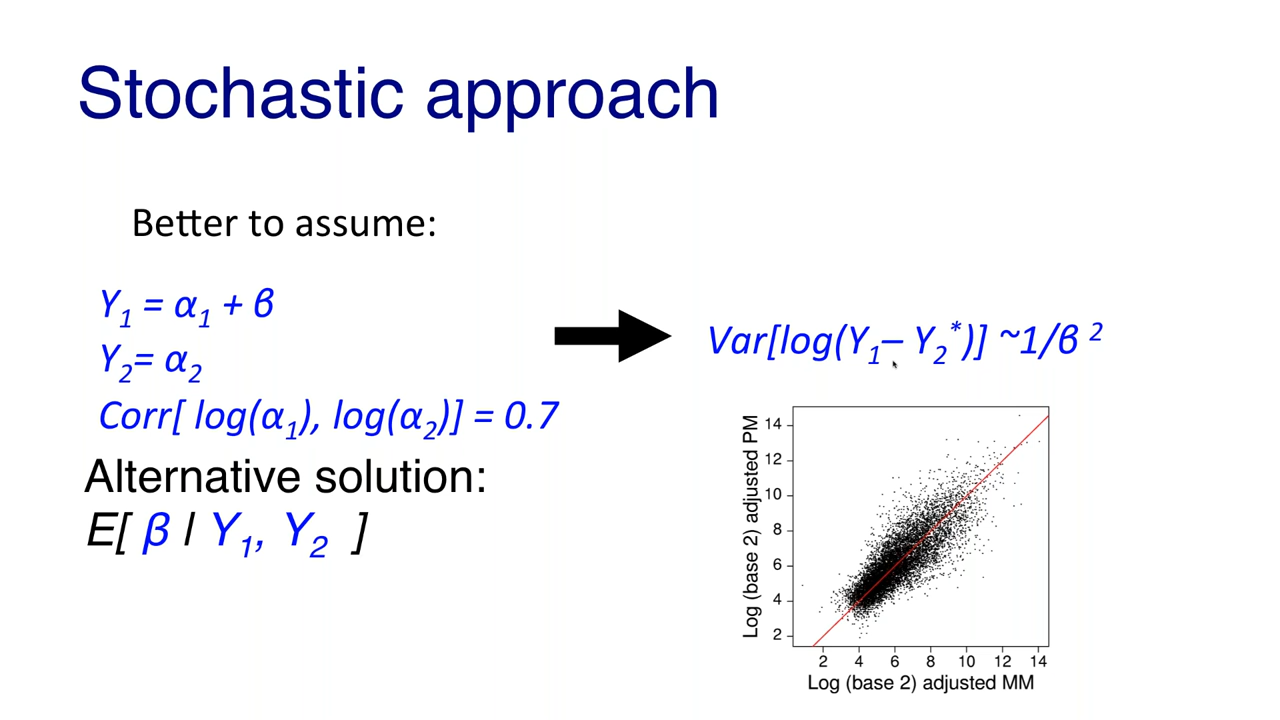 Stochastic approach
Better to assume:
Y₁ = α₁ + β
Y₂= α₂
Corr[ log(α₁), log(α₂)] = 0.7
Alternative solution:
E[ β | Y₁, Y₂ ]
Var[log(Y₁– Y₂*)] ~1/β ²
Log (base 2) adjusted PM
14
12
10
8
6
4
2
2 4 6 8 10 12 14
Log (base 2) adjusted MM